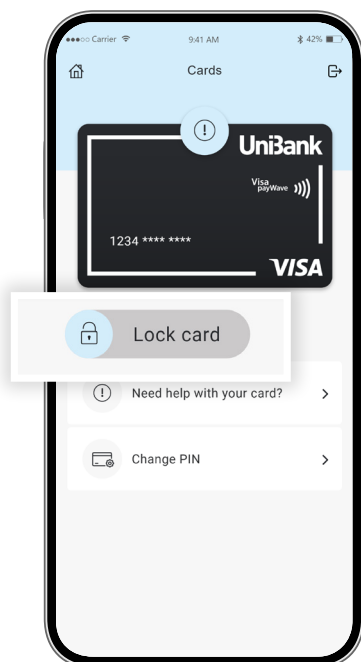 Carrier 9:41 AM 42%
Cards
UniBank
Visa
payWave
1234 **** ****
VISA
Lock card
Need help with your card?
Change PIN